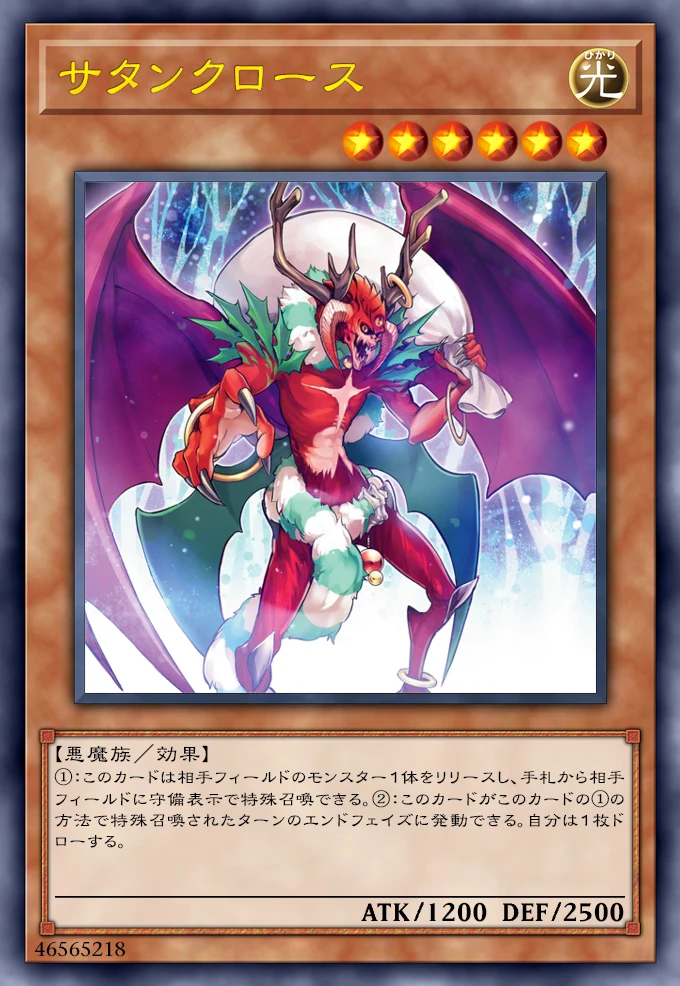 サタンクロース
ひかり
光
【悪魔族／効果】
①：このカードは相手フィールドのモンスター１体をリリースし、手札から相手
フィールドに守備表示で特殊召喚できる。②：このカードがこのカードの①の
方法で特殊召喚されたターンのエンドフェイズに発動できる。自分は１枚ド
ローする。
ATK/1200 DEF/2500
46565218